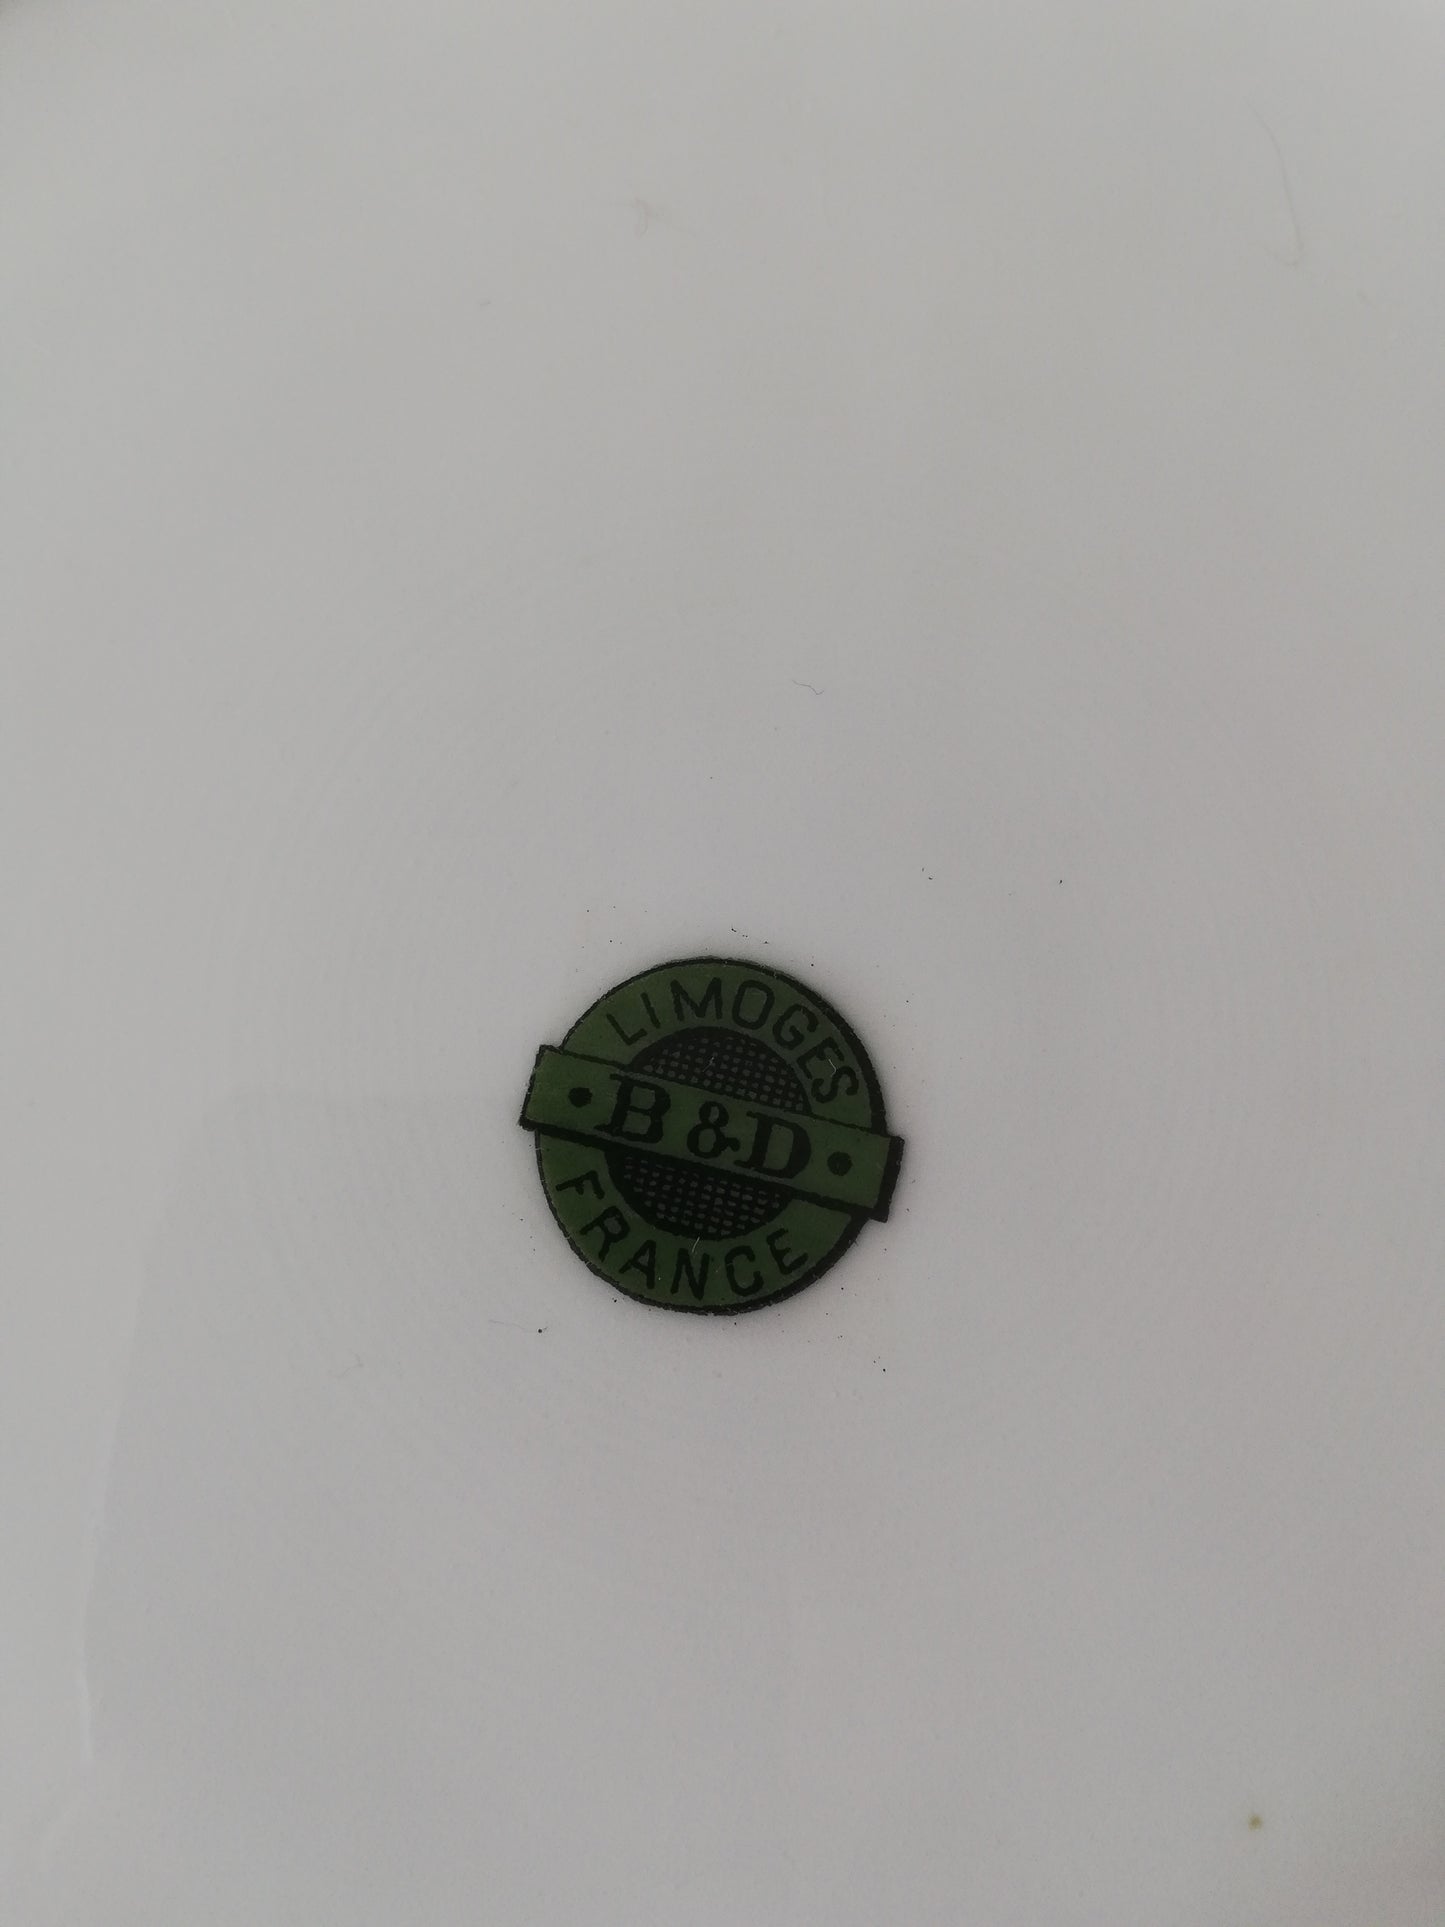 LIMOGES
• B & D •
FRANCE